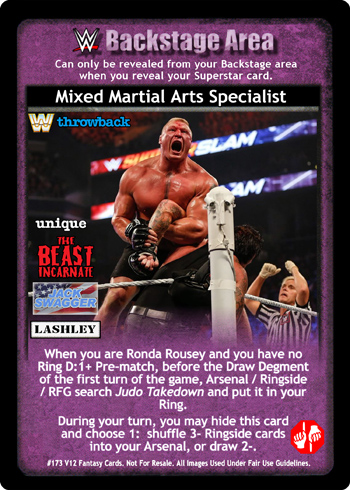 W Backstage Area
Can only be revealed from your Backstage area
when you reveal your Superstar card.
Mixed Martial Arts Specialist
W throwback
SLAM
unique
THE
BEAST
INCARNATE
JACK
SWAGGER
LASHLEY
When you are Ronda Rousey and you have no
Ring D:1+ Pre-match, before the Draw Degment
of the first turn of the game, Arsenal / Ringside
/ RFG search Judo Takedown and put it in your
Ring.
During your turn, you may hide this card
and choose 1:  shuffle 3- Ringside cards
into your Arsenal, or draw 2-.
#173 V12 Fantasy Cards. Not For Resale. All Images Used Under Fair Use Guidelines.